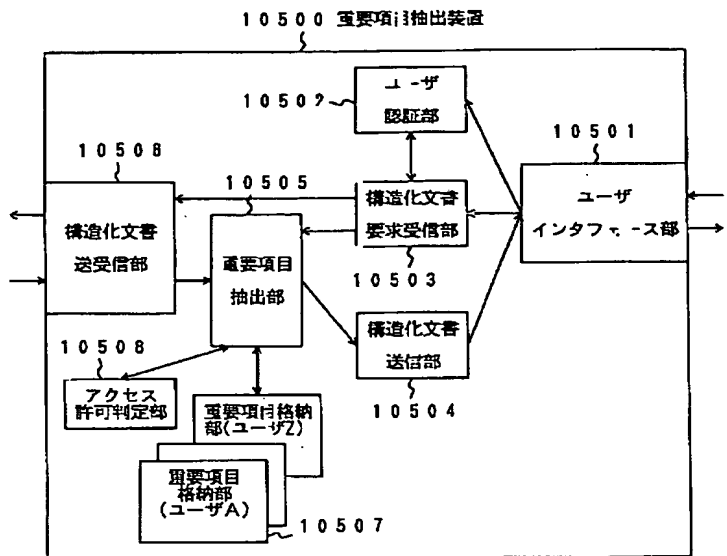 10500 重要項目抽出装置
10502
ユーザ
認証部
10501
ユーザ
インタフェース部
10508
構造化文書
送受信部
10505
重要項目
抽出部
構造化文書
要求受信部
10503
構造化文書
送信部
10504
10508
アクセス
許可判定部
重要項目格納
部(ユーザZ)
重要項目
格納部
(ユーザA)
10507